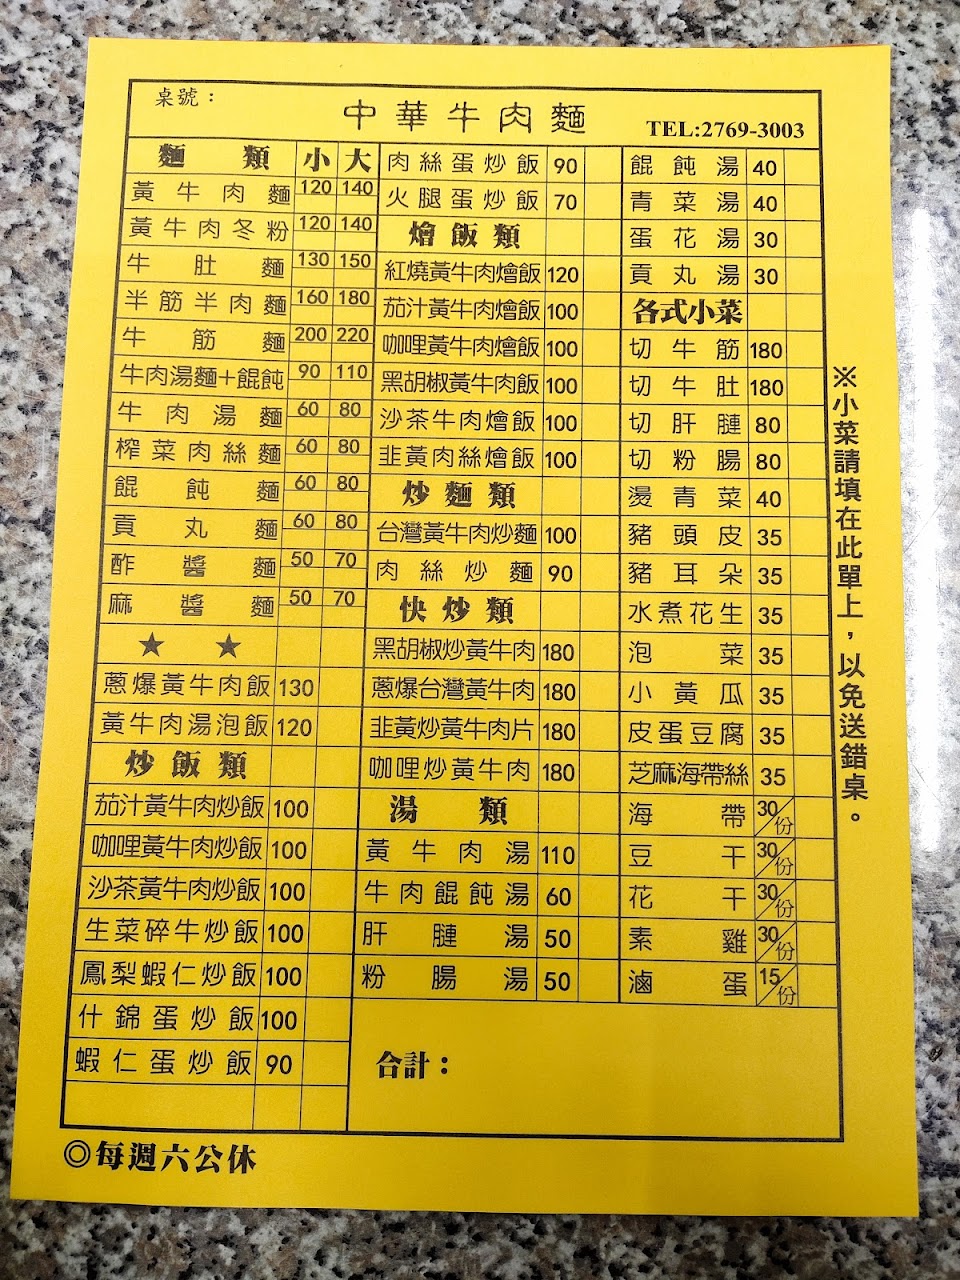 桌號：
中華牛肉麵
TEL:2769-3003
麵類 小 大
黃牛肉麵 120 140
黃牛肉冬粉 120 140
牛肚麵 130 150
半筋半肉麵 160 180
牛筋麵 200 220
牛肉湯麵+餛飩 90 110
牛肉湯麵 60 80
榨菜肉絲麵 60 80
餛飩麵 60 80
貢丸麵 60 80
酢醬麵 50 70
麻醬麵 50 70
★ ★
蔥爆黃牛肉飯 130
黃牛肉湯泡飯 120
炒飯類
茄汁黃牛肉炒飯 100
咖哩黃牛肉炒飯 100
沙茶黃牛肉炒飯 100
生菜碎牛炒飯 100
鳳梨蝦仁炒飯 100
什錦蛋炒飯 100
蝦仁蛋炒飯 90
肉絲蛋炒飯 90
火腿蛋炒飯 70
燴飯類
紅燒黃牛肉燴飯 120
茄汁黃牛肉燴飯 100
咖哩黃牛肉燴飯 100
黑胡椒黃牛肉飯 100
沙茶牛肉燴飯 100
韭黃肉絲燴飯 100
炒麵類
台灣黃牛肉炒麵 100
肉絲炒麵 90
快炒類
黑胡椒炒黃牛肉 180
蔥爆台灣黃牛肉 180
韭黃炒黃牛肉片 180
咖哩炒黃牛肉 180
湯類
黃牛肉湯 110
牛肉餛飩湯 60
肝腱湯 50
粉腸湯 50
餛飩湯 40
青菜湯 40
蛋花湯 30
貢丸湯 30
各式小菜
切牛筋 180
切牛肚 180
切肝腱 80
切粉腸 80
燙青菜 40
豬頭皮 35
豬耳朵 35
水煮花生 35
泡菜 35
小黃瓜 35
皮蛋豆腐 35
芝麻海帶絲 35
海帶 30/份
豆干 30/份
花干 30/份
素雞 30/份
滷蛋 15/份
合計：
※小菜請填在此單上，以免送錯桌。
◎每週六公休